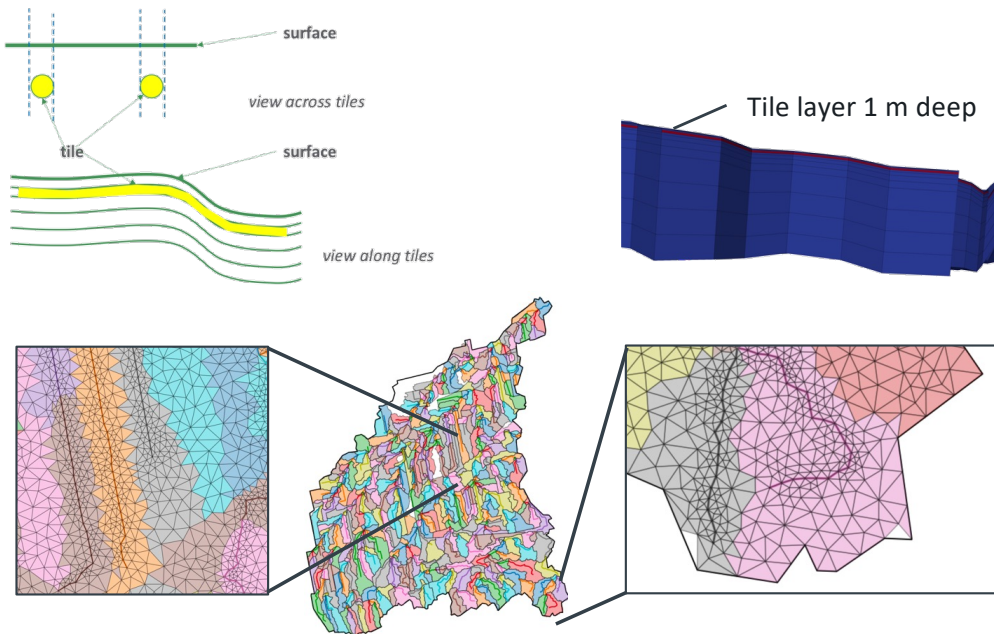 surface
view across tiles
Tile layer 1 m deep
tile
surface
view along tiles